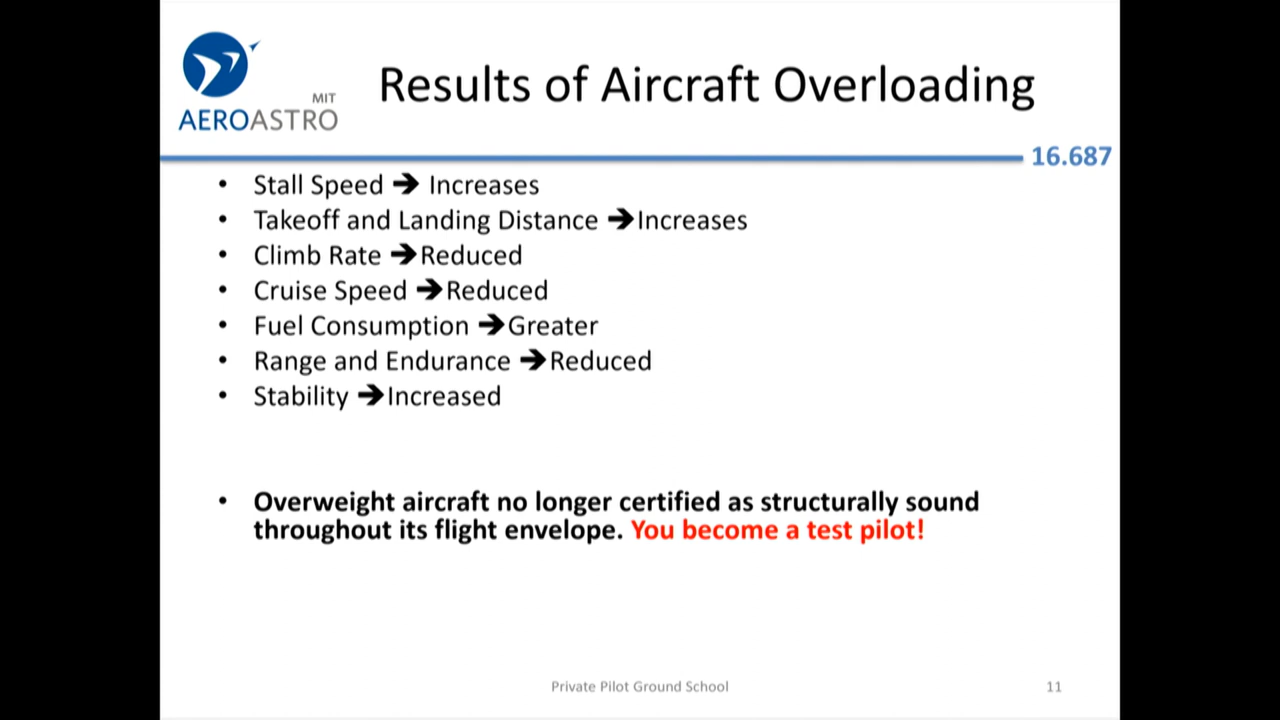 MIT
AEROASTRO
Results of Aircraft Overloading
16.687
• Stall Speed ➔ Increases
• Takeoff and Landing Distance ➔Increases
• Climb Rate ➔Reduced
• Cruise Speed ➔Reduced
• Fuel Consumption ➔Greater
• Range and Endurance ➔Reduced
• Stability ➔Increased
• Overweight aircraft no longer certified as structurally sound
throughout its flight envelope. You become a test pilot!
Private Pilot Ground School
11